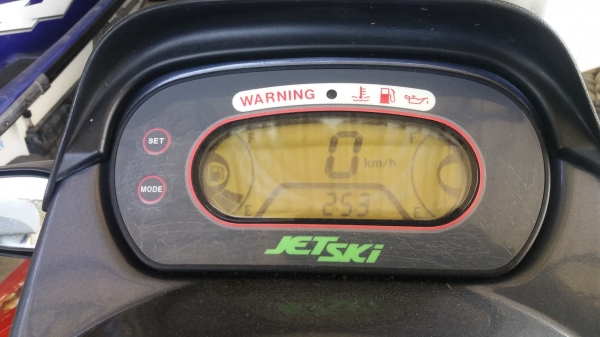 WARNING
SET
0 km/h
MODE
253
E
E
JETSKI